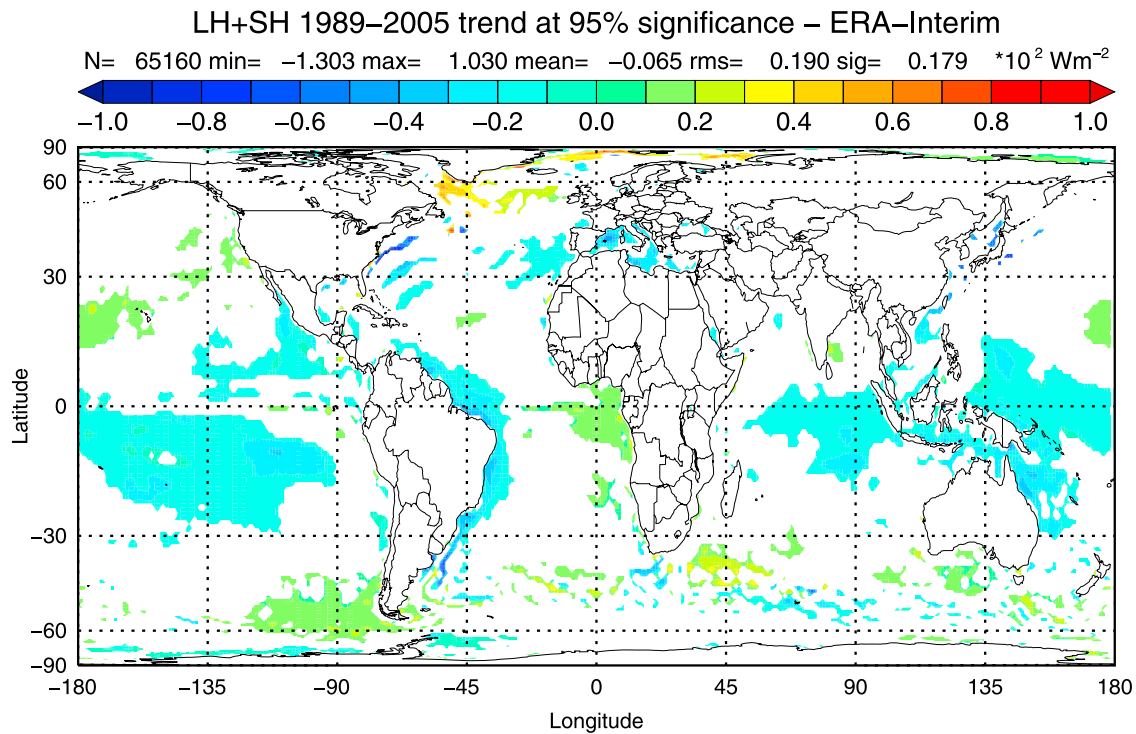 LH+SH 1989−2005 trend at 95% significance − ERA−Interim
N= 65160 min= −1.303 max= 1.030 mean= −0.065 rms= 0.190 sig= 0.179 *10² Wm⁻²
−1.0 −0.8 −0.6 −0.4 −0.2 0.0 0.2 0.4 0.6 0.8 1.0
90
60
30
0
−30
−60
−90
Latitude
−180 −135 −90 −45 0 45 90 135 180
Longitude